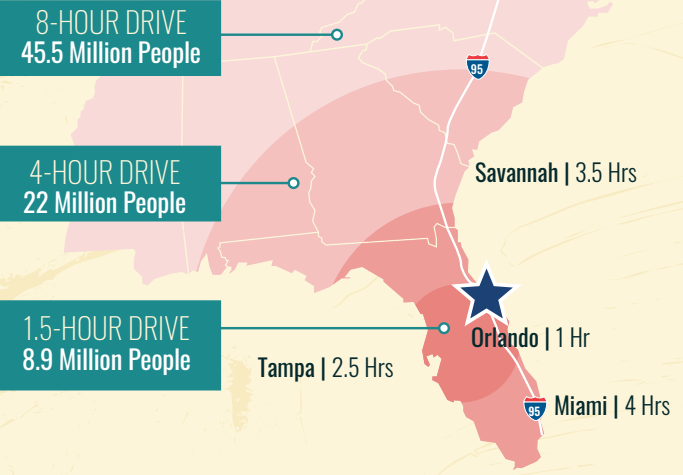 8-HOUR DRIVE
45.5 Million People
95
4-HOUR DRIVE
22 Million People
Savannah | 3.5 Hrs
1.5-HOUR DRIVE
8.9 Million People
Orlando | 1 Hr
Tampa | 2.5 Hrs
95
Miami | 4 Hrs